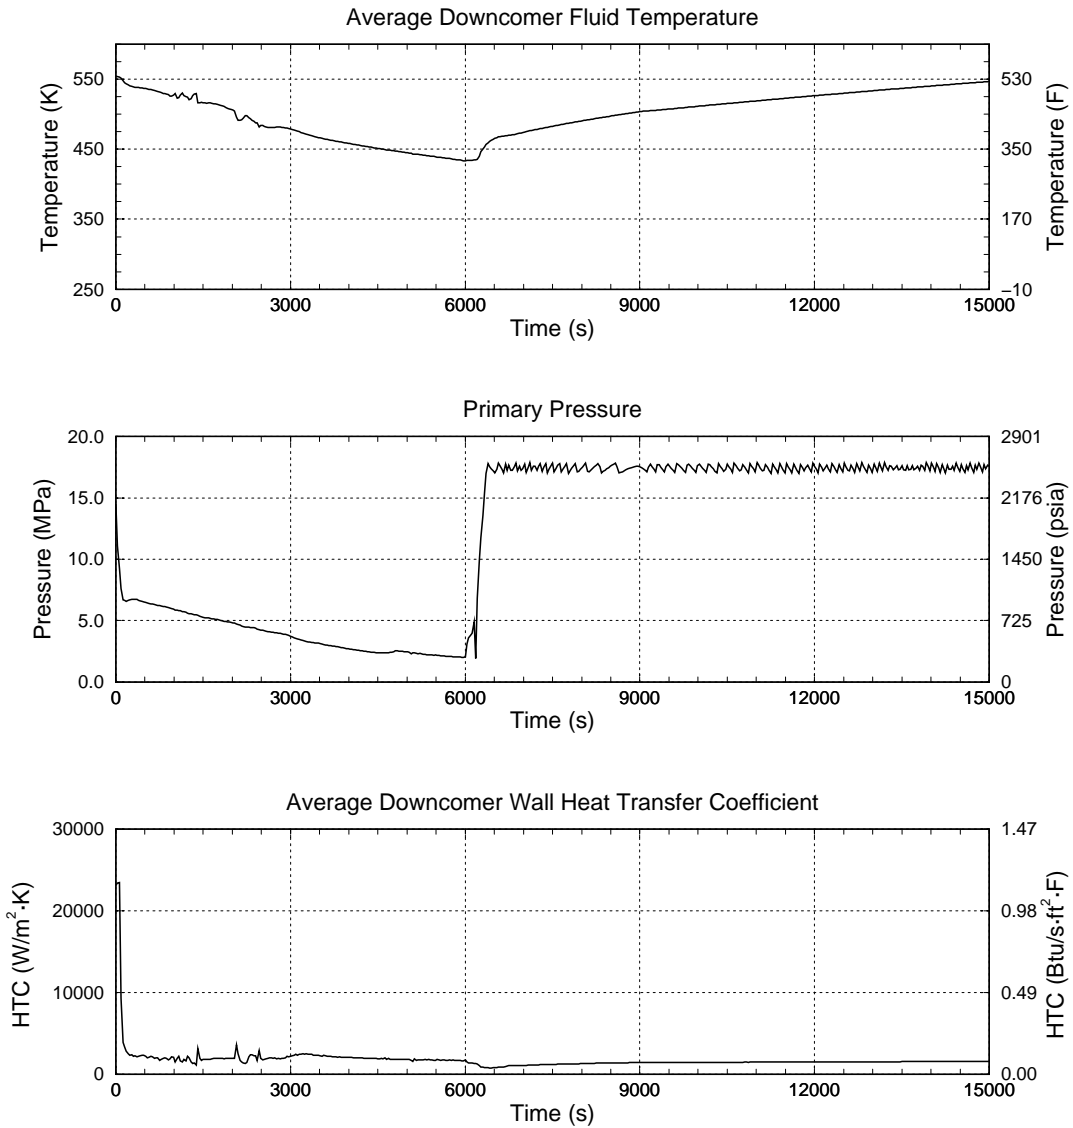 Average Downcomer Fluid Temperature
Temperature (K)
550
450
350
250
530
350
170
−10
Temperature (F)
0 3000 6000 9000 12000 15000
Time (s)
Primary Pressure
Pressure (MPa)
20.0
15.0
10.0
5.0
0.0
2901
2176
1450
725
0
Pressure (psia)
0 3000 6000 9000 12000 15000
Time (s)
Average Downcomer Wall Heat Transfer Coefficient
HTC (W/m²·K)
30000
20000
10000
0
1.47
0.98
0.49
0.00
HTC (Btu/s·ft²·F)
0 3000 6000 9000 12000 15000
Time (s)